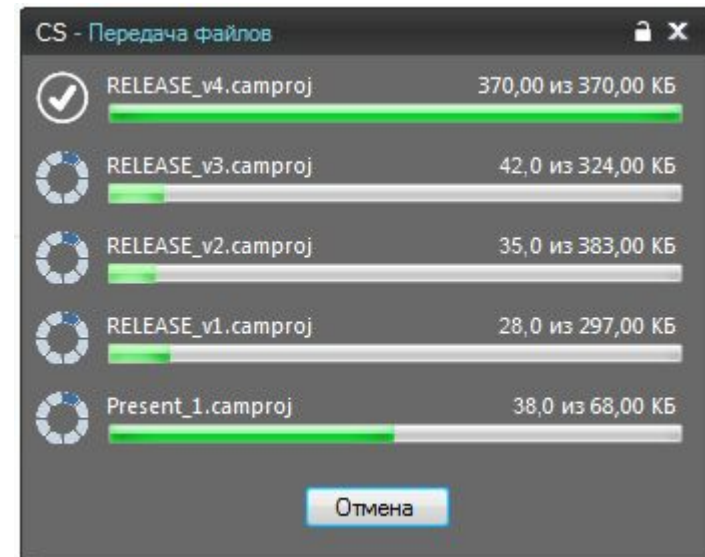 CS - Передача файлов
RELEASE_v4.camproj 370,00 из 370,00 КБ
RELEASE_v3.camproj 42,0 из 324,00 КБ
RELEASE_v2.camproj 35,0 из 383,00 КБ
RELEASE_v1.camproj 28,0 из 297,00 КБ
Present_1.camproj 38,0 из 68,00 КБ
Отмена